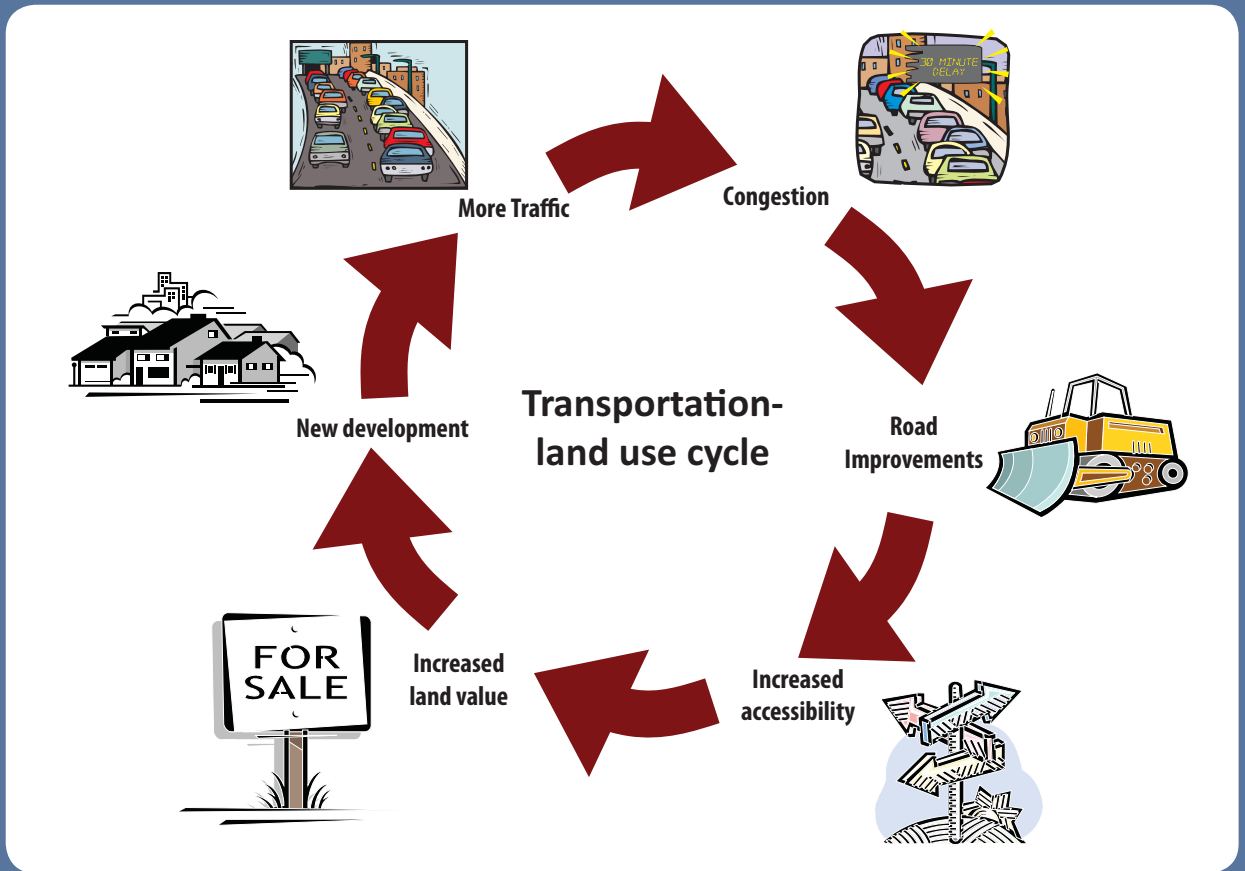 30 MINUTE
DELAY
More Traffic
Congestion
Transportation-
land use cycle
New development
Road
Improvements
FOR
SALE
Increased
land value
Increased
accessibility